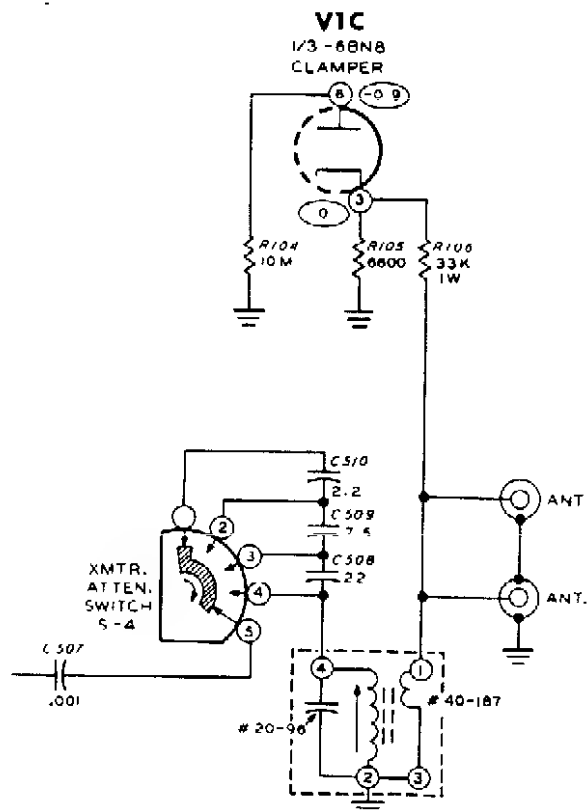 V1C
1/3-6BN8
CLAMPER
8
-0.9
3
0
R104
10M
R105
6800
R106
33K
1W
C510
2.2
2
C509
7.5
3
C508
22
4
5
XMTR.
ATTEN.
SWITCH
S-4
C507
.001
ANT
ANT.
4
1
#20-96
#40-187
2
3